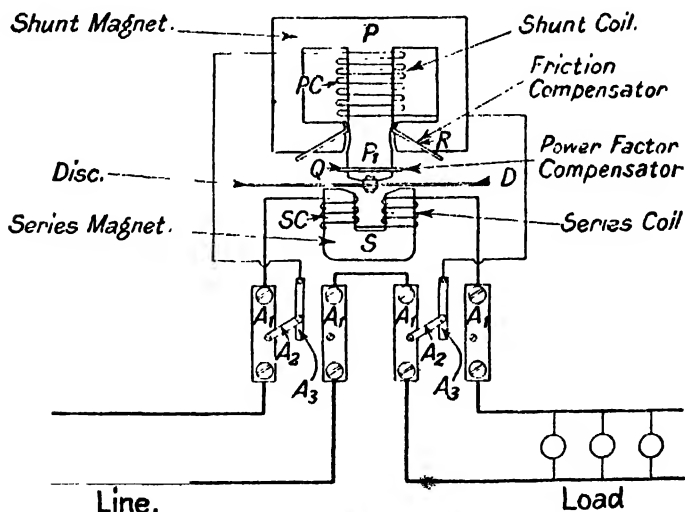 Shunt Magnet.
P
Shunt Coil.
PC
Friction
Compensator
R
P1
Power Factor
Compensator
Q
Disc.
D
SC
Series Magnet.
S
Series Coil
A1
A2
A3
A1
A1
A2
A3
A1
Line.
Load